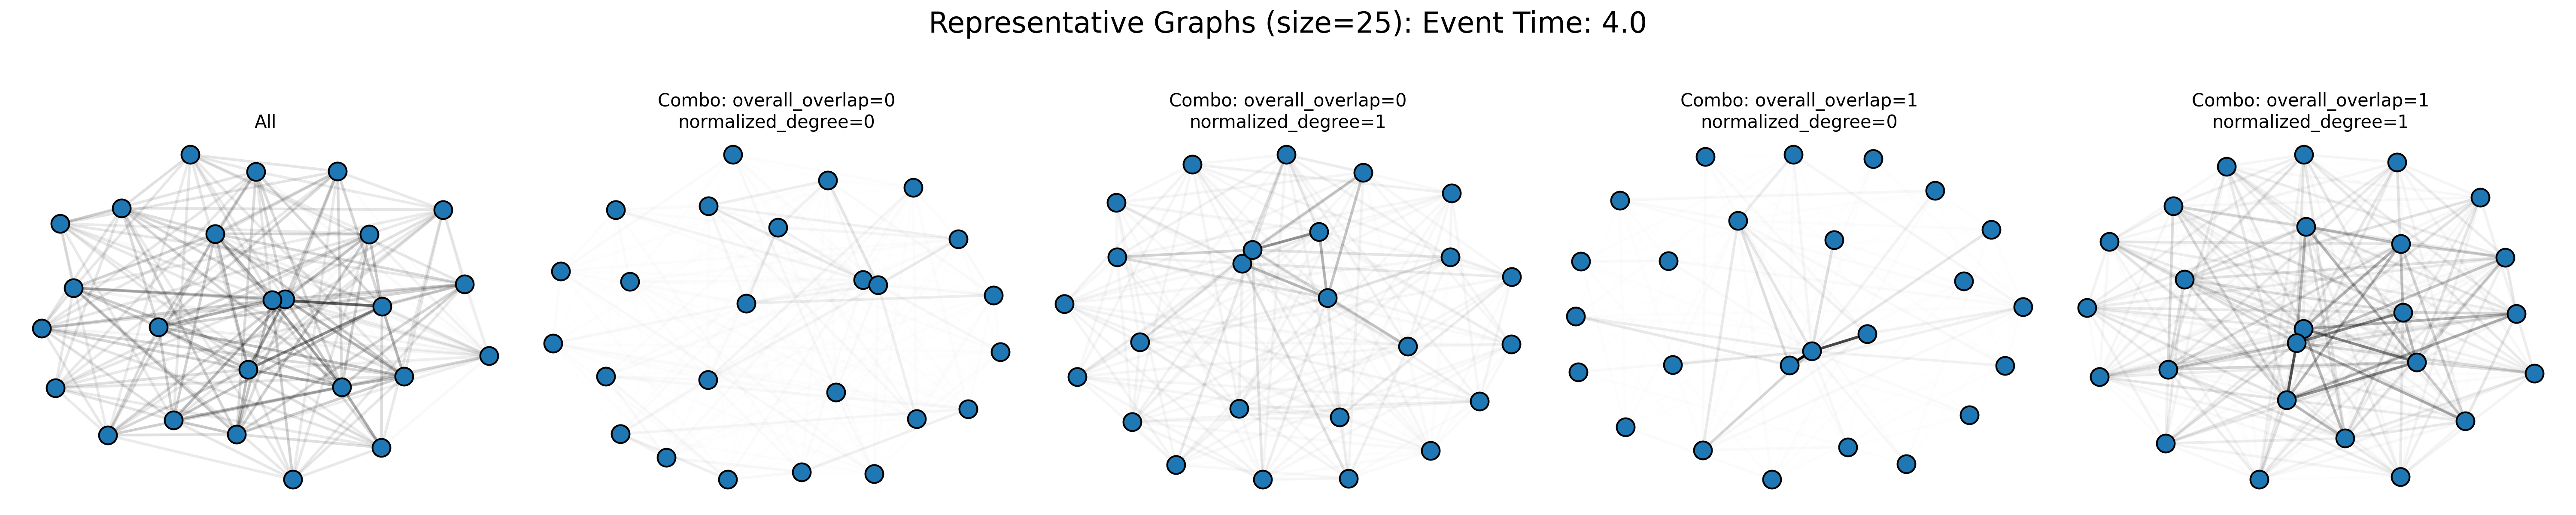 Representative Graphs (size=25): Event Time: 4.0
All
Combo: overall_overlap=0
normalized_degree=0
Combo: overall_overlap=0
normalized_degree=1
Combo: overall_overlap=1
normalized_degree=0
Combo: overall_overlap=1
normalized_degree=1